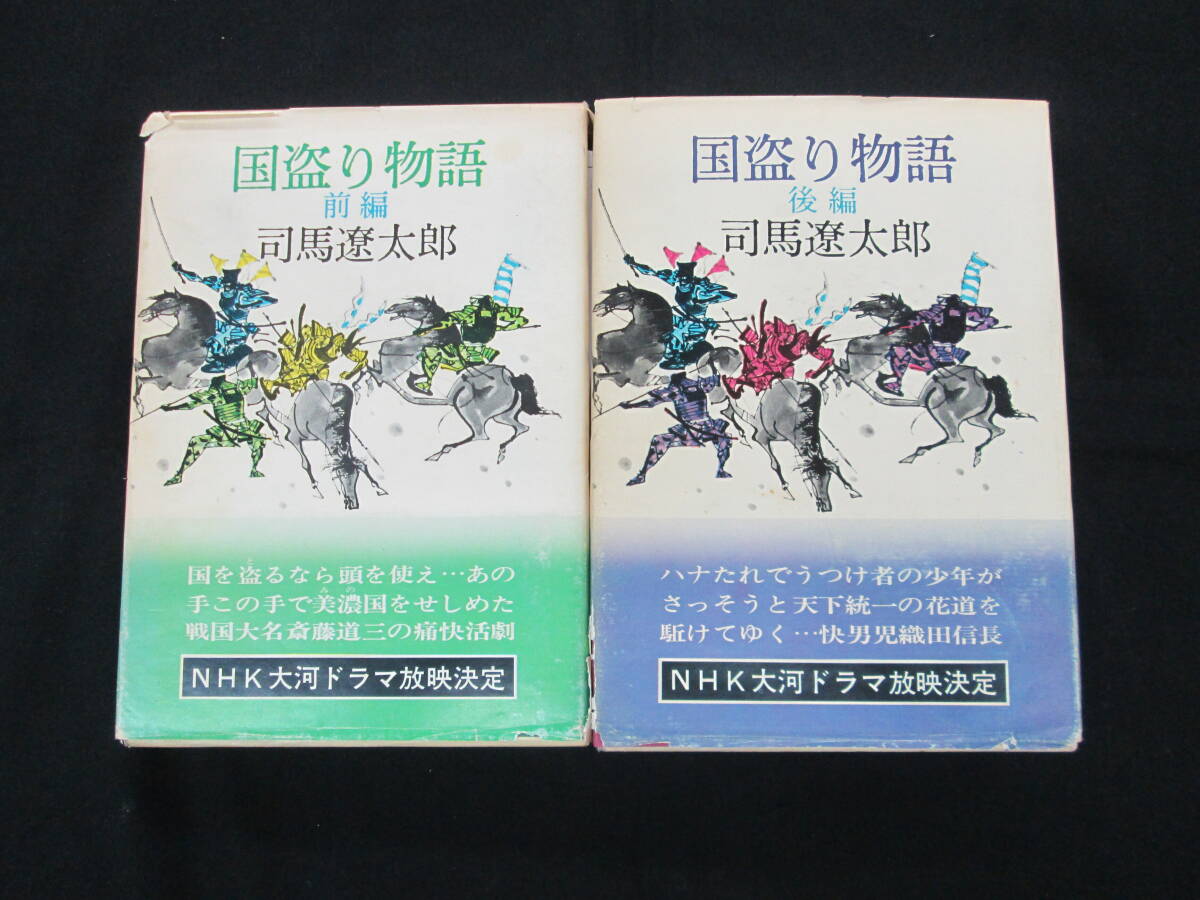 国盗り物語
前編
司馬遼太郎
国を盗るなら頭を使え…あの
手この手で美濃国をせしめた
戦国大名斎藤道三の痛快活劇
NHK大河ドラマ放映決定
国盗り物語
後編
司馬遼太郎
ハナたれでうつけ者の少年が
さっそうと天下統一の花道を
駈けてゆく…快男児織田信長
NHK大河ドラマ放映決定